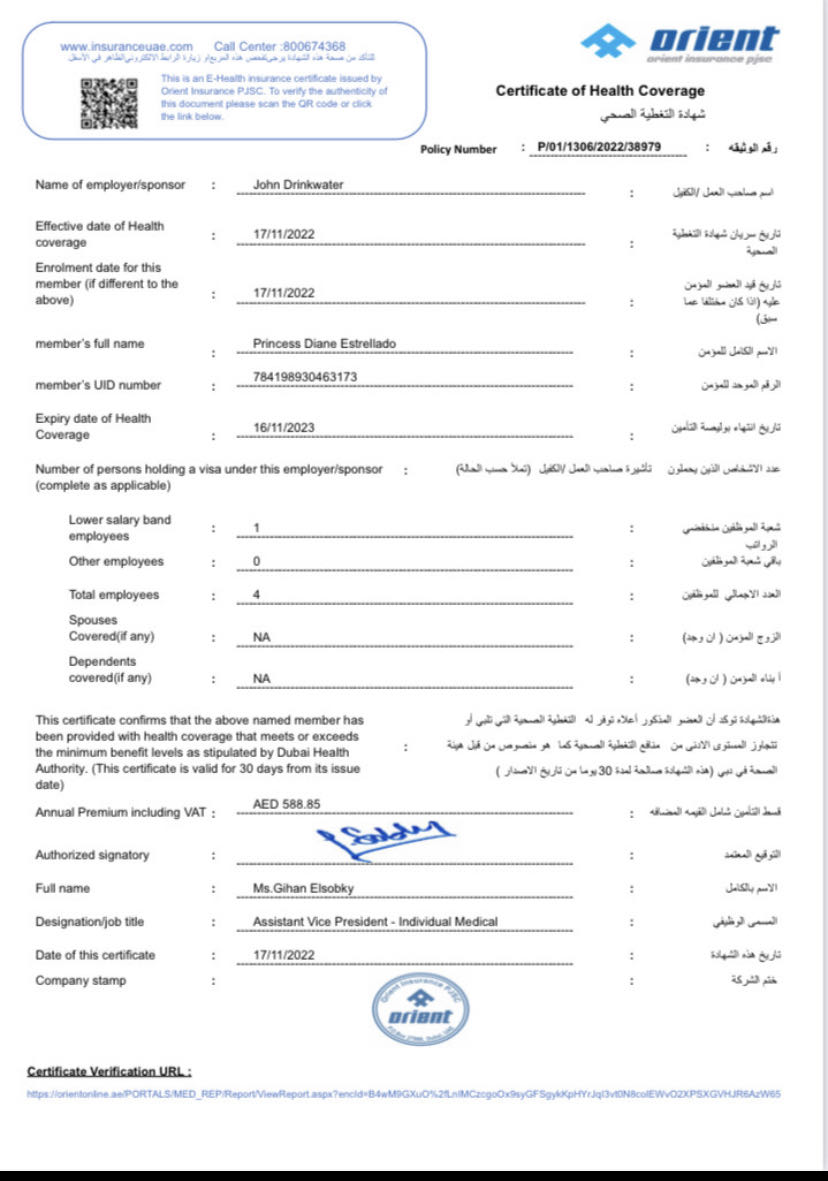 www.insuranceuae.com Call Center :800674368
للتأكد من صحة هذه الشهادة يرجى تفحص هذه المربع أو زيارة الرابط الالكتروني الظاهر في الأسفل
This is an E-Health insurance certificate issued by
Orient Insurance PJSC. To verify the authenticity of
this document please scan the QR code or click
the link below.
orient
orient insurance pjsc
Certificate of Health Coverage
شهادة التغطية الصحي
Policy Number : P/01/1306/2022/38979 : رقم الوثيقه
Name of employer/sponsor : John Drinkwater : اسم صاحب العمل /الكفيل
Effective date of Health : 17/11/2022 : تاريخ سريان شهادة التغطية
coverage الصحية
Enrolment date for this تاريخ قيد العضو المؤمن
member (if different to the : 17/11/2022 : عليه (اذا كان مختلفا عما
above) سبق)
member's full name : Princess Diane Estrellado : الاسم الكامل للمؤمن
member's UID number : 784198930463173 : الرقم الموحد للمؤمن
Expiry date of Health : 16/11/2023 : تاريخ انتهاء بوليصة التأمين
Coverage
Number of persons holding a visa under this employer/sponsor : عدد الاشخاص الذين يحملون تأشيرة صاحب العمل /الكفيل (تملأ حسب الحالة)
(complete as applicable)
Lower salary band : 1 : شعبة الموظفين منخفضي
employees الرواتب
Other employees : 0 : باقي شعبة الموظفين
Total employees : 4 : العدد الاجمالي للموظفين
Spouses
Covered(if any) : NA : الزوج المؤمن ( ان وجد)
Dependents
covered(if any) : NA : أ بناء المؤمن ( ان وجد)
This certificate confirms that the above named member has هذةالشهادة توكد أن العضو المذكور أعلاه توفر له التغطية الصحية التي تلبي أو
been provided with health coverage that meets or exceeds
the minimum benefit levels as stipulated by Dubai Health : تتجاوز المستوى الادنى من منافع التغطية الصحية كما هو منصوص من قبل هيئة
Authority. (This certificate is valid for 30 days from its issue الصحة في دبي (هذه الشهادة صالحة لمدة 30 يوما من تاريخ الاصدار )
date)
Annual Premium including VAT : AED 588.85 : قسط التأمين شامل القيمه المضافه
Authorized signatory : : التوقيع المعتمد
Full name : Ms.Gihan Elsobky : الاسم بالكامل
Designation/job title : Assistant Vice President - Individual Medical : المسمى الوظيفي
Date of this certificate : 17/11/2022 : تاريخ هذه الشهادة
Company stamp : : ختم الشركة
Orient Insurance PJSC
orient
Certificate Verification URL :